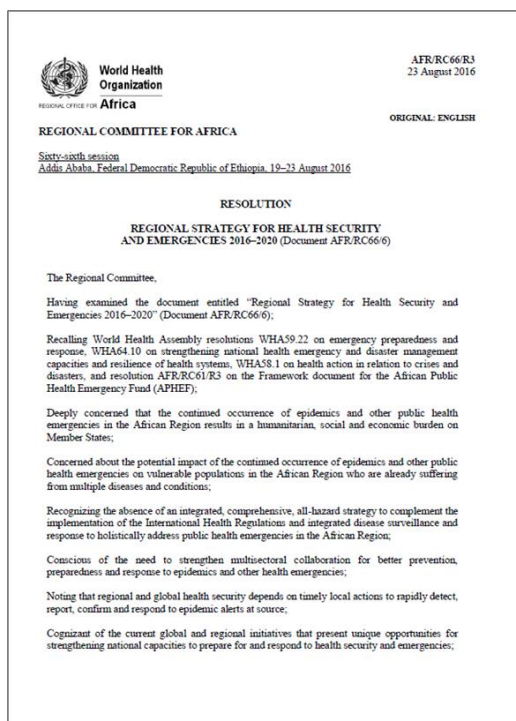 AFR/RC66/R3
23 August 2016
World Health
Organization
REGIONAL OFFICE FOR Africa
ORIGINAL: ENGLISH
REGIONAL COMMITTEE FOR AFRICA
Sixty-sixth session
Addis Ababa, Federal Democratic Republic of Ethiopia, 19–23 August 2016
RESOLUTION
REGIONAL STRATEGY FOR HEALTH SECURITY
AND EMERGENCIES 2016–2020 (Document AFR/RC66/6)
The Regional Committee,
Having examined the document entitled “Regional Strategy for Health Security and
Emergencies 2016–2020” (Document AFR/RC66/6);
Recalling World Health Assembly resolutions WHA59.22 on emergency preparedness and
response, WHA64.10 on strengthening national health emergency and disaster management
capacities and resilience of health systems, WHA58.1 on health action in relation to crises and
disasters, and resolution AFR/RC61/R3 on the Framework document for the African Public
Health Emergency Fund (APHEF);
Deeply concerned that the continued occurrence of epidemics and other public health
emergencies in the African Region results in a humanitarian, social and economic burden on
Member States;
Concerned about the potential impact of the continued occurrence of epidemics and other public
health emergencies on vulnerable populations in the African Region who are already suffering
from multiple diseases and conditions;
Recognizing the absence of an integrated, comprehensive, all-hazard strategy to complement the
implementation of the International Health Regulations and integrated disease surveillance and
response to holistically address public health emergencies in the African Region;
Conscious of the need to strengthen multisectoral collaboration for better prevention,
preparedness and response to epidemics and other health emergencies;
Noting that regional and global health security depends on timely local actions to rapidly detect,
report, confirm and respond to epidemic alerts at source;
Cognizant of the current global and regional initiatives that present unique opportunities for
strengthening national capacities to prepare for and respond to health security and emergencies;